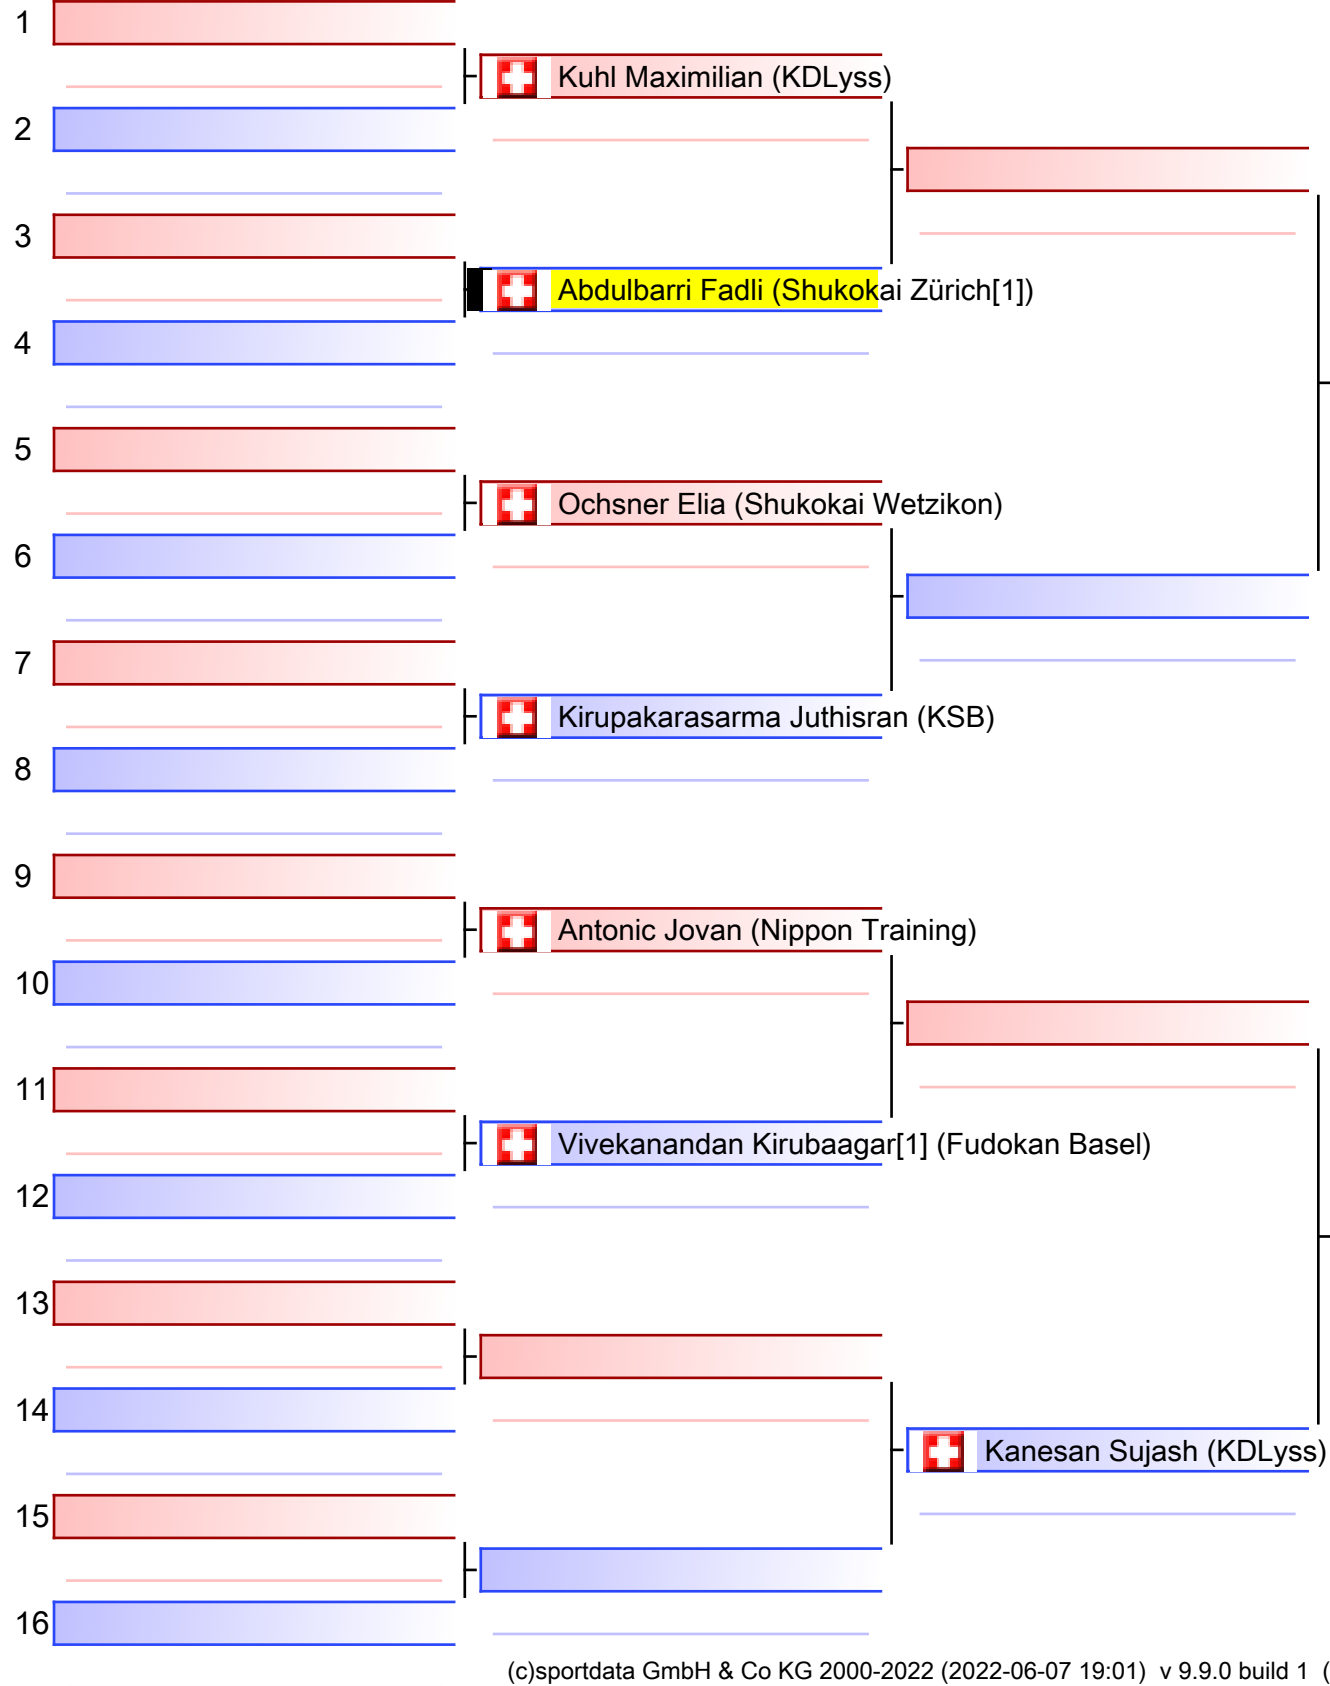 1
Kuhl Maximilian (KDLyss)
2
3
Abdulbarri Fadli (Shukokai Zürich[1])
4
5
Ochsner Elia (Shukokai Wetzikon)
6
7
Kirupakarasarma Juthisran (KSB)
8
9
Antonic Jovan (Nippon Training)
10
11
Vivekanandan Kirubaagar[1] (Fudokan Basel)
12
13
14
Kanesan Sujash (KDLyss)
15
16
(c)sportdata GmbH & Co KG 2000-2022 (2022-06-07 19:01) v 9.9.0 build 1 (